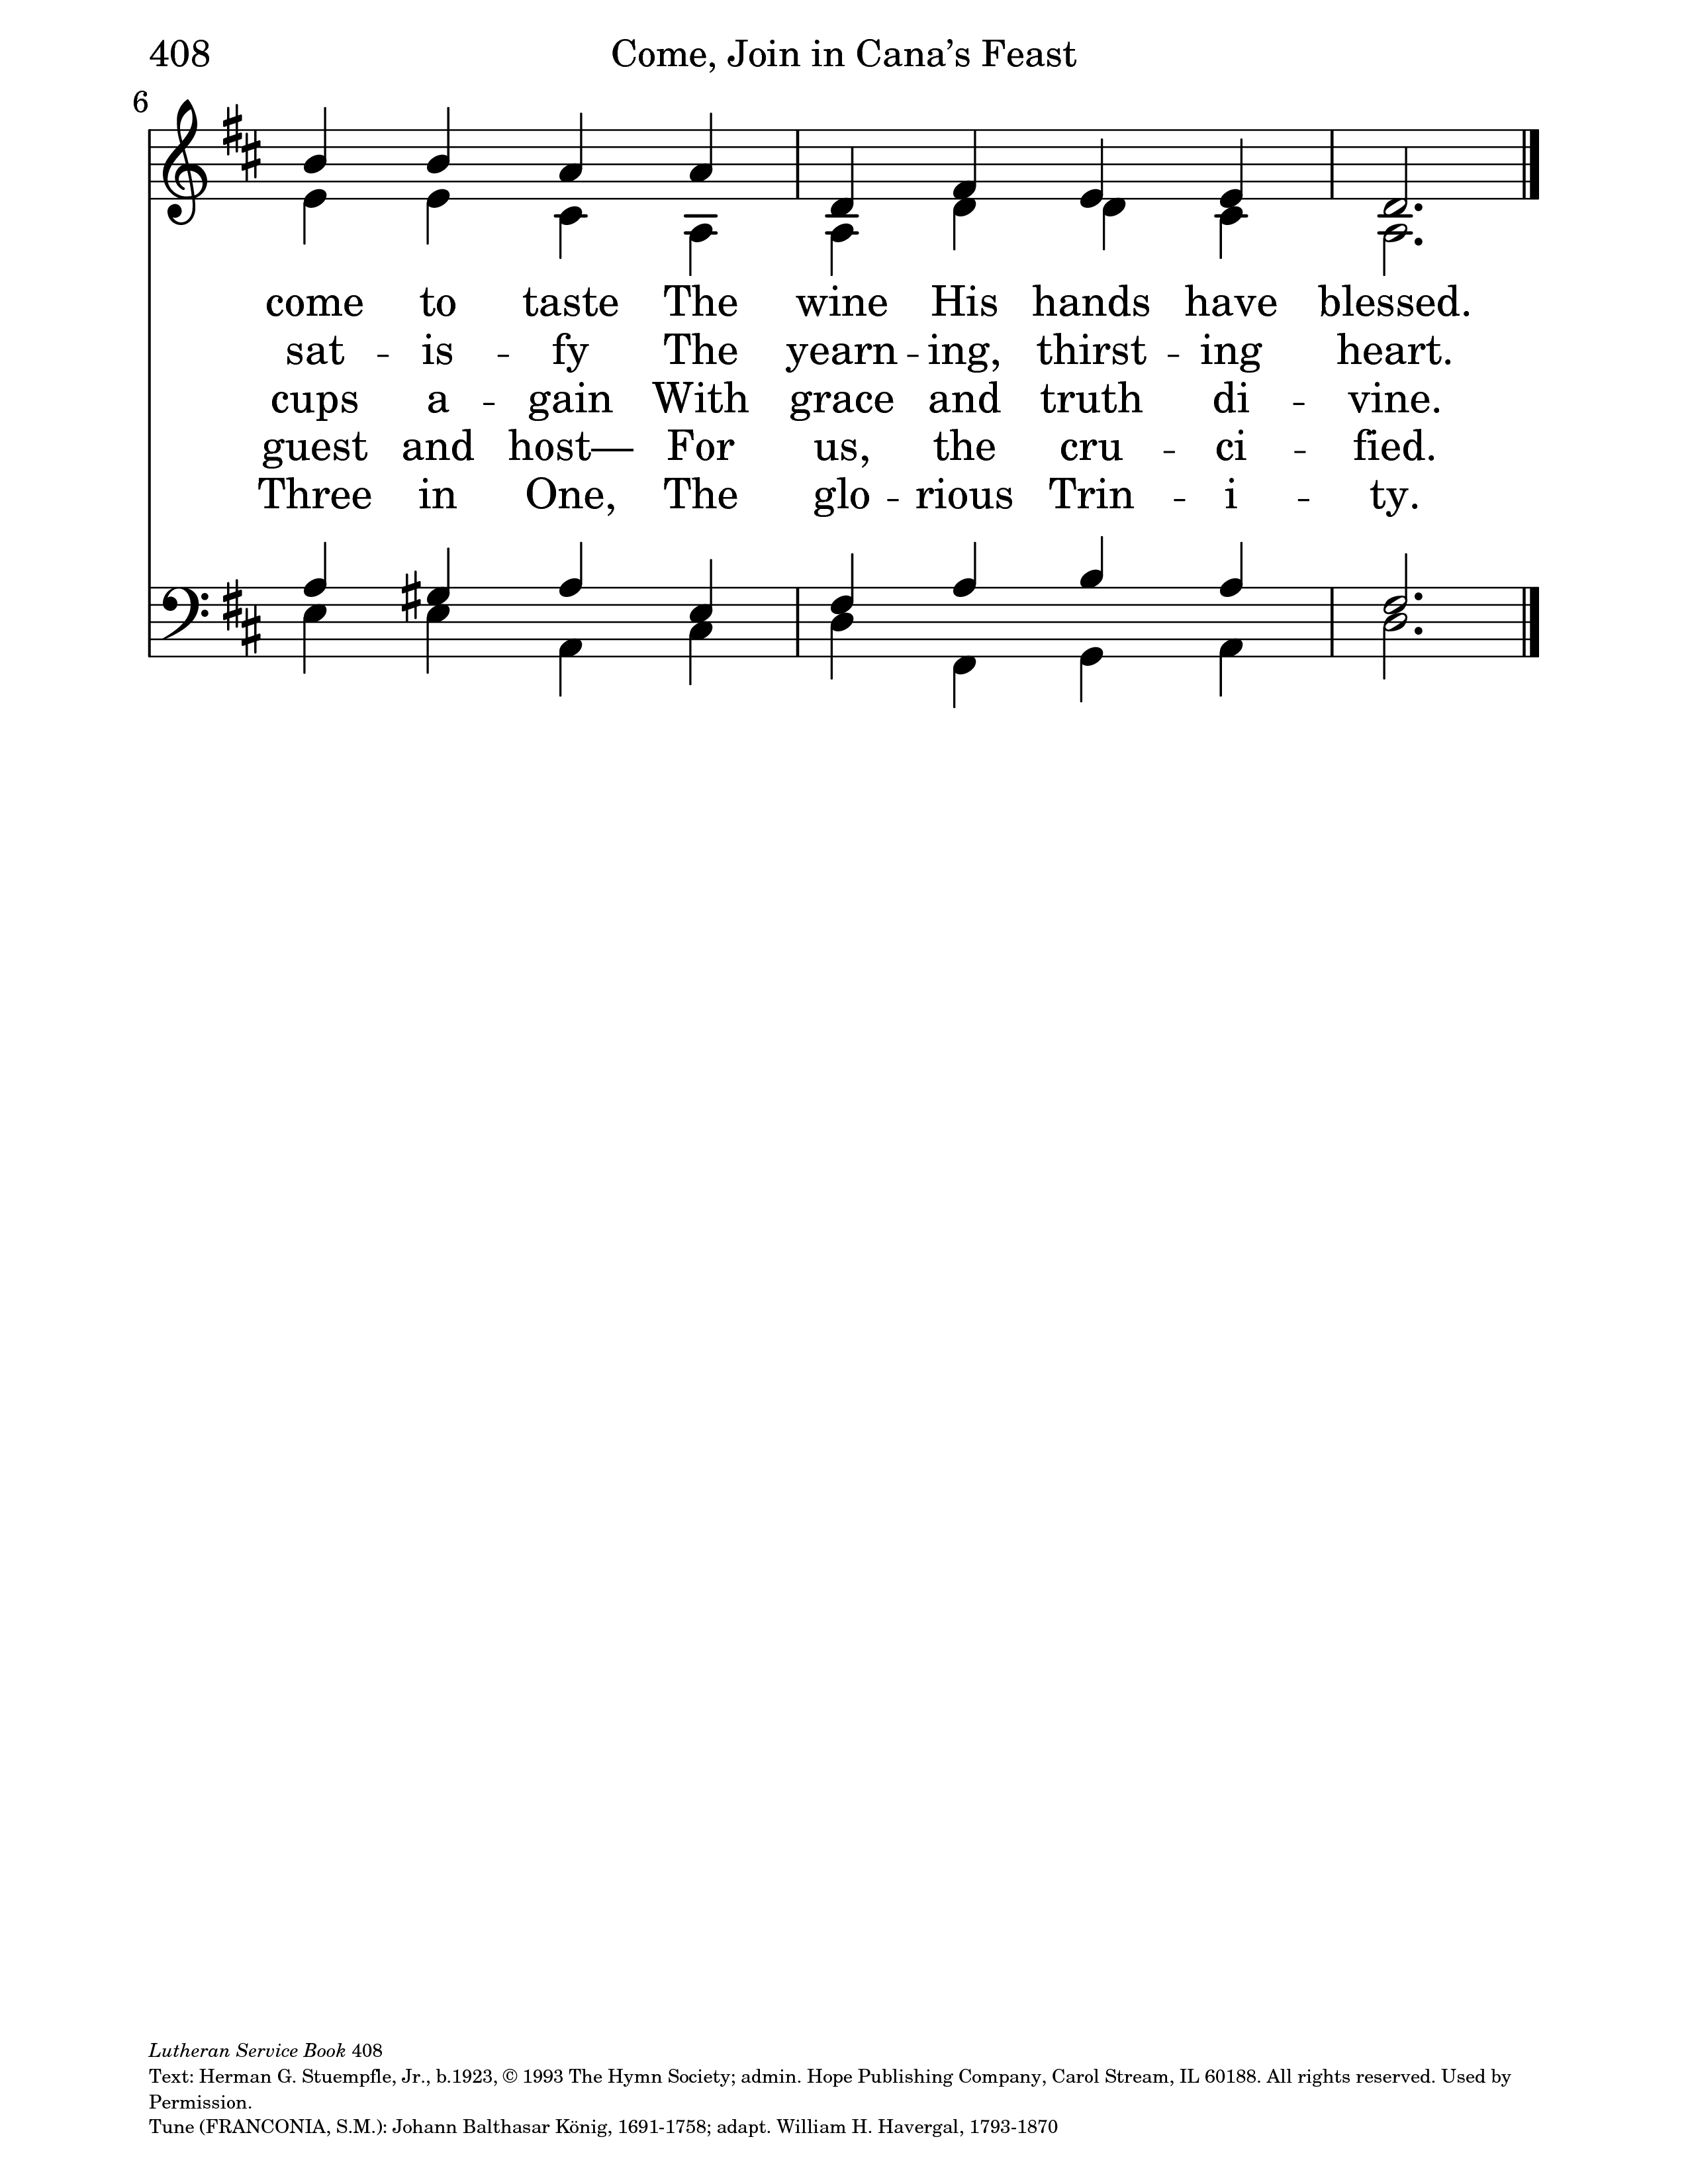 408
Come, Join in Cana’s Feast
6
come to taste The wine His hands have blessed.
sat - is - fy The yearn - ing, thirst - ing heart.
cups a - gain With grace and truth di - vine.
guest and host— For us, the cru - ci - fied.
Three in One, The glo - rious Trin - i - ty.
Lutheran Service Book 408
Text: Herman G. Stuempfle, Jr., b.1923, © 1993 The Hymn Society; admin. Hope Publishing Company, Carol Stream, IL 60188. All rights reserved. Used by
Permission.
Tune (FRANCONIA, S.M.): Johann Balthasar König, 1691-1758; adapt. William H. Havergal, 1793-1870